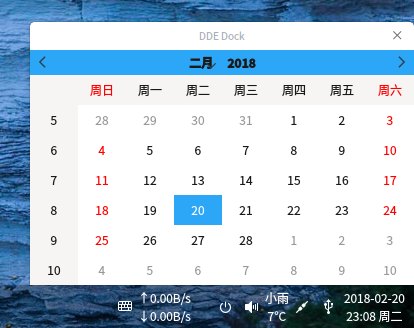 DDE Dock
二月 2018
周日 周一 周二 周三 周四 周五 周六
5 28 29 30 31 1 2 3
6 4 5 6 7 8 9 10
7 11 12 13 14 15 16 17
8 18 19 20 21 22 23 24
9 25 26 27 28 1 2 3
10 4 5 6 7 8 9 10
↑0.00B/s 小雨 2018-02-20
↓0.00B/s 7℃ 23:08 周二